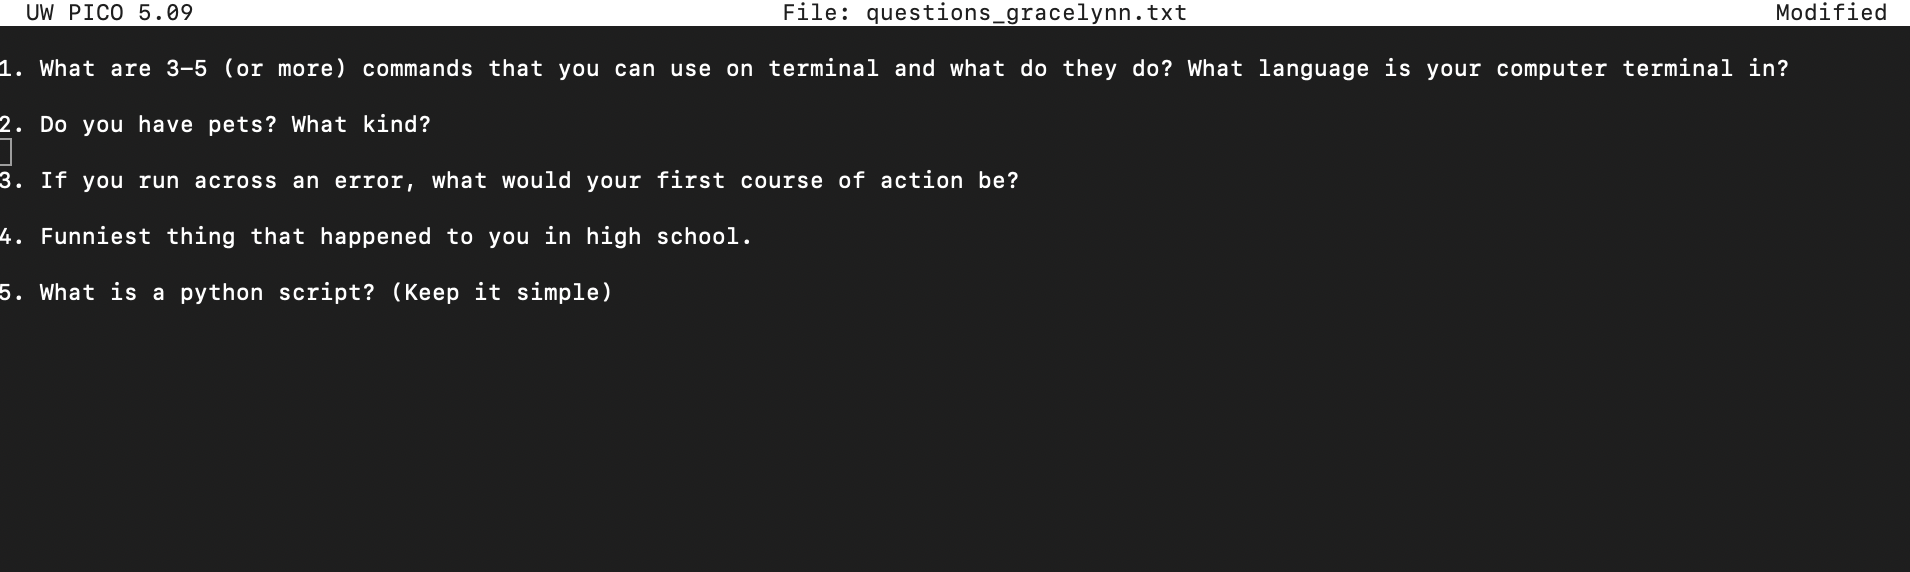 UW PICO 5.09 File: questions_gracelynn.txt Modified
1. What are 3-5 (or more) commands that you can use on terminal and what do they do? What language is your computer terminal in?
2. Do you have pets? What kind?
3. If you run across an error, what would your first course of action be?
4. Funniest thing that happened to you in high school.
5. What is a python script? (Keep it simple)